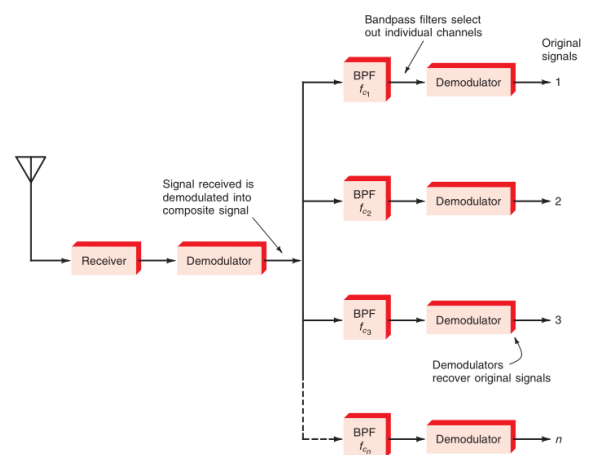 Bandpass filters select
out individual channels
Original
signals
BPF
fc1
Demodulator
1
Signal received is
demodulated into
composite signal
BPF
fc2
Demodulator
2
Receiver
Demodulator
BPF
fc3
Demodulator
3
Demodulators
recover original signals
BPF
fcn
Demodulator
n